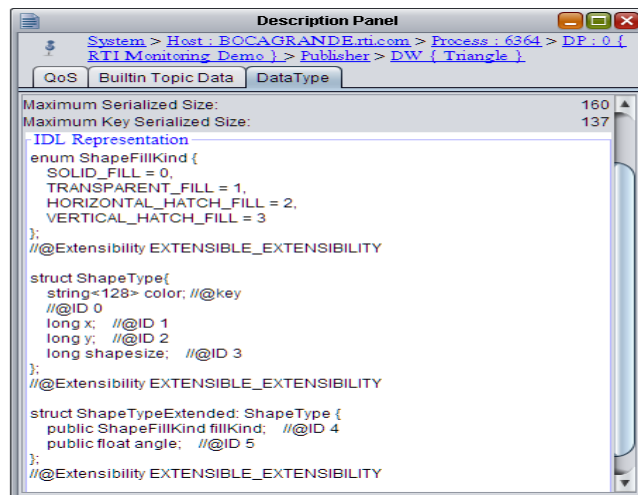 Description Panel
System > Host : BOCAGRANDE.rti.com > Process : 6364 > DP : 0 {
RTI Monitoring Demo } > Publisher > DW { Triangle }
QoS Builtin Topic Data DataType
Maximum Serialized Size: 160
Maximum Key Serialized Size: 137
IDL Representation
enum ShapeFillKind {
SOLID_FILL = 0,
TRANSPARENT_FILL = 1,
HORIZONTAL_HATCH_FILL = 2,
VERTICAL_HATCH_FILL = 3
};
//@Extensibility EXTENSIBLE_EXTENSIBILITY
struct ShapeType{
string<128> color; //@key
//@ID 0
long x; //@ID 1
long y; //@ID 2
long shapesize; //@ID 3
};
//@Extensibility EXTENSIBLE_EXTENSIBILITY
struct ShapeTypeExtended: ShapeType {
public ShapeFillKind fillKind; //@ID 4
public float angle; //@ID 5
};
//@Extensibility EXTENSIBLE_EXTENSIBILITY